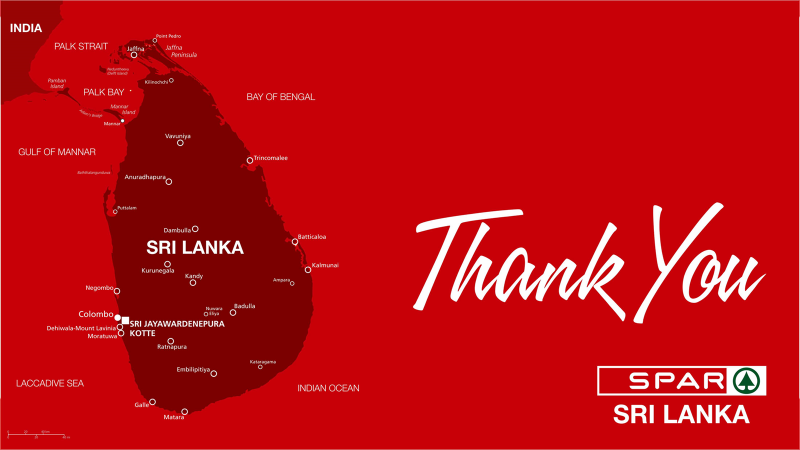 INDIA
Point Pedro
PALK STRAIT
Jaffna
Jaffna
Peninsula
Kilinochchi
Pamban
Island
PALK BAY
Mannar
Island
Mannar
BAY OF BENGAL
Vavuniya
GULF OF MANNAR
Trincomalee
Anuradhapura
Puttalam
Dambulla
Batticaloa
SRI LANKA
Kurunegala
Kalmunai
Kandy
Ampara
Negombo
Nuwara
Eliya
Badulla
Colombo
SRI JAYAWARDENEPURA
KOTTE
Dehiwala-Mount Lavinia
Moratuwa
Ratnapura
Kataragama
Embilipitiya
LACCADIVE SEA
INDIAN OCEAN
Galle
Matara
Thank You
SPAR
SRI LANKA